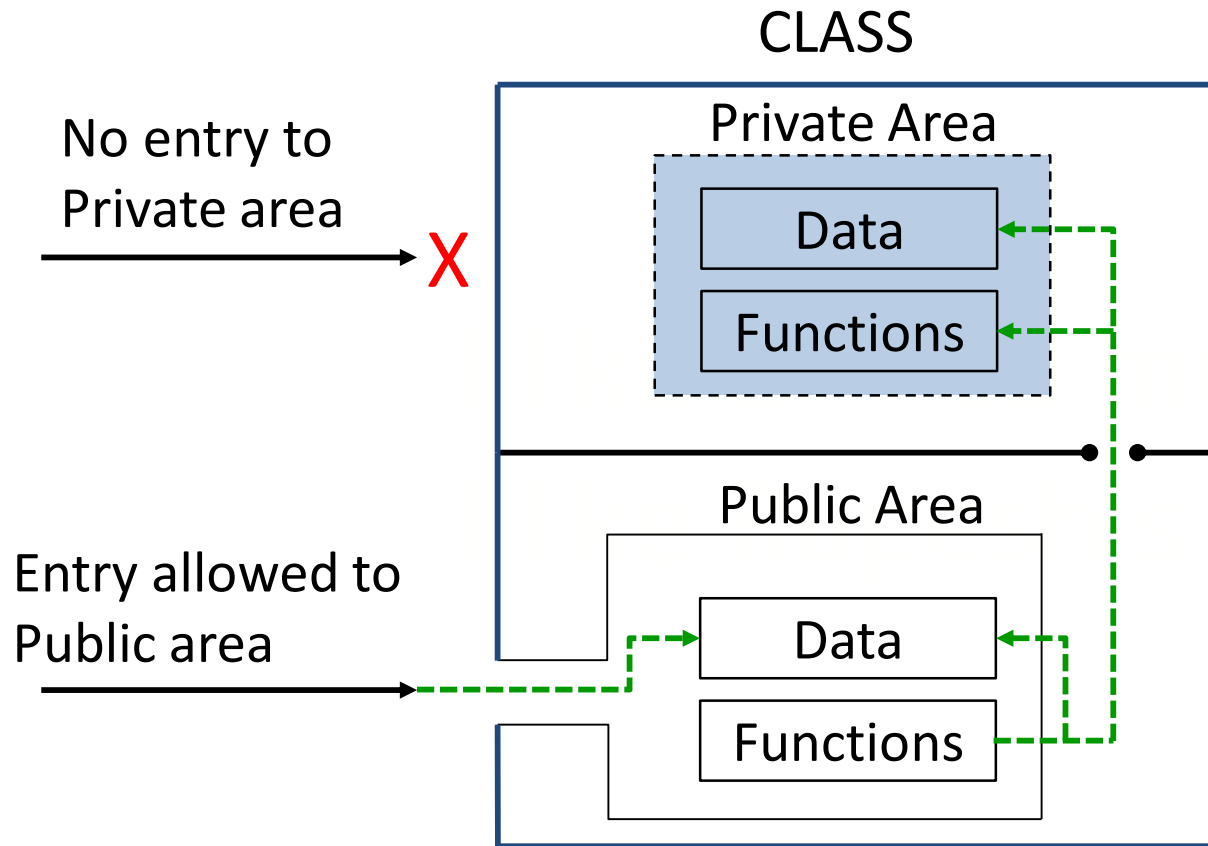 CLASS
No entry to
Private area
X
Private Area
Data
Functions
Entry allowed to
Public area
Public Area
Data
Functions